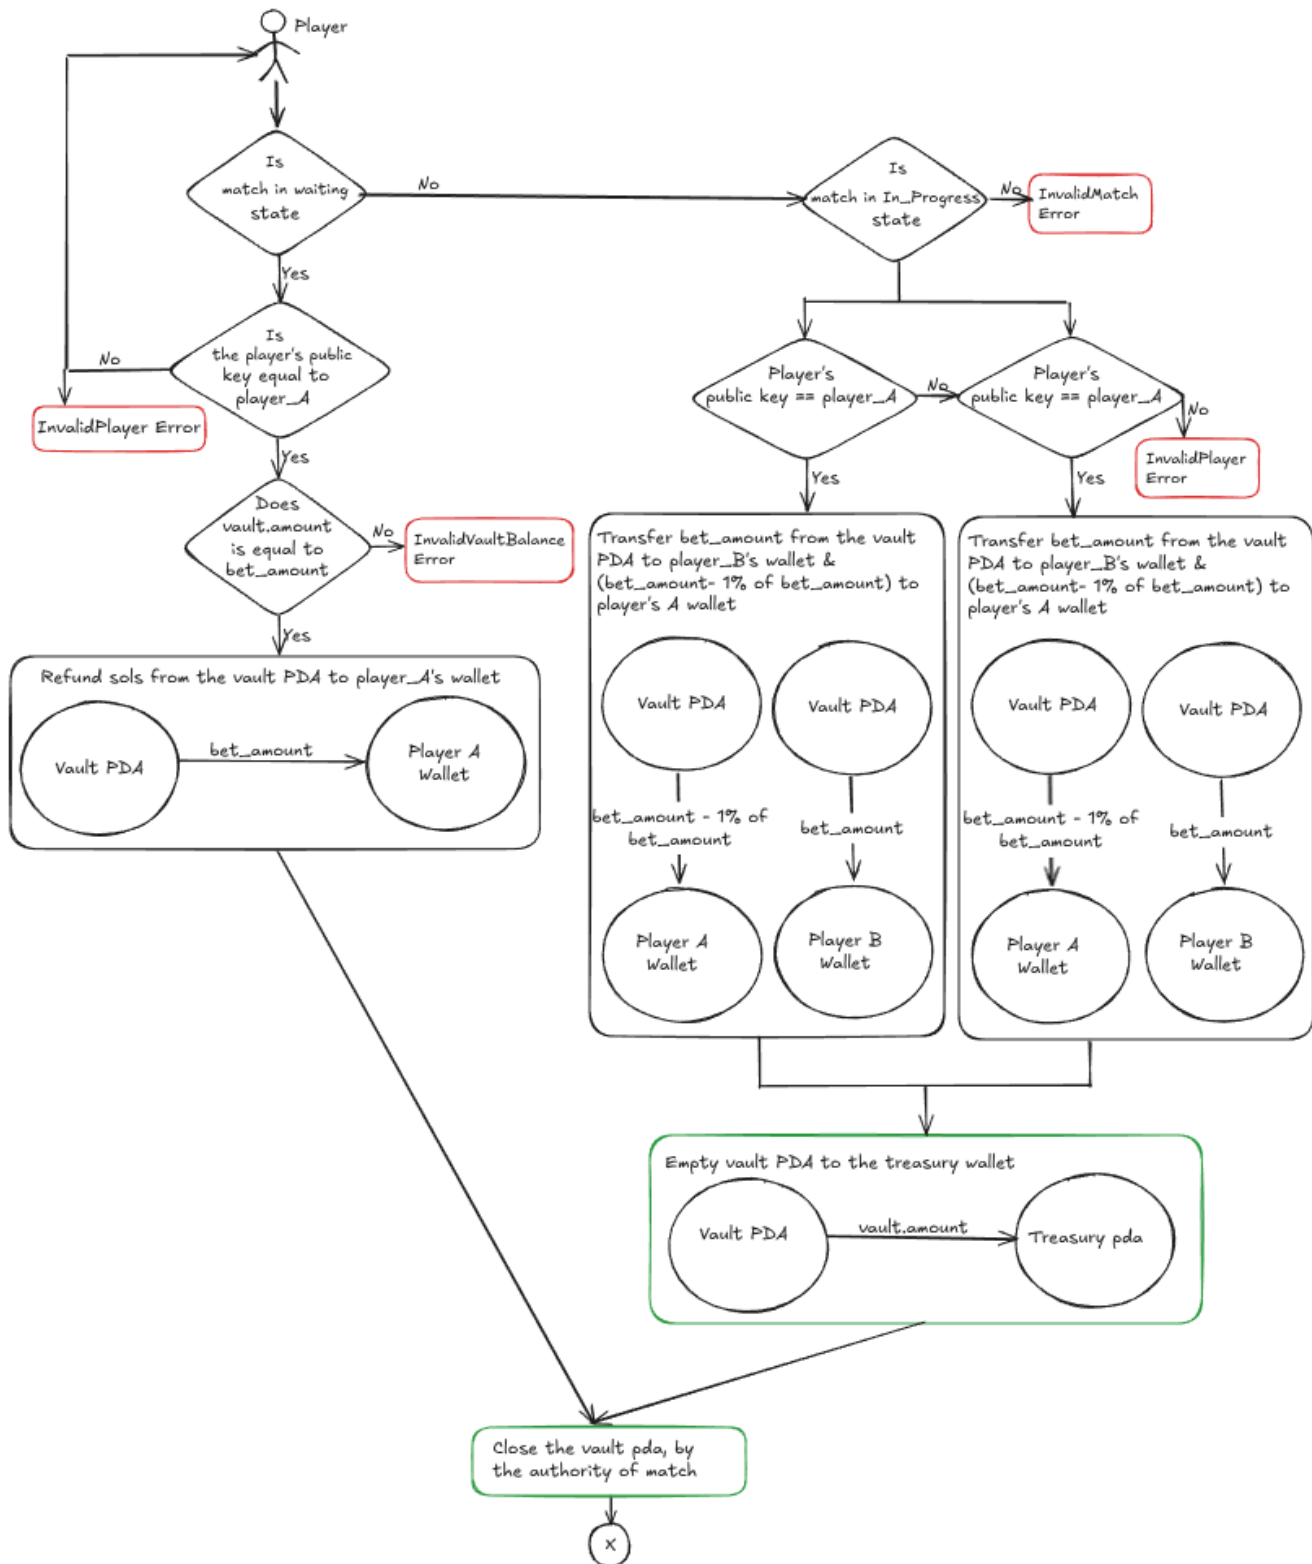 Player
Is
match in waiting
state
No
Is
match in In_Progress
state
No
InvalidMatch
Error
Yes
Is
the player's public
key equal to
player_A
No
InvalidPlayer Error
Player's
public key == player_A
No
Player's
public key == player_A
No
InvalidPlayer
Error
Yes
Does
vault.amount
is equal to
bet_amount
No
InvalidVaultBalance
Error
Yes
Yes
Yes
Refund sols from the vault PDA to player_A's wallet
Vault PDA
bet_amount
Player A
Wallet
Transfer bet_amount from the vault
PDA to player_B's wallet &
(bet_amount- 1% of bet_amount) to
player's A wallet
Vault PDA
Vault PDA
bet_amount - 1% of
bet_amount
bet_amount
Player A
Wallet
Player B
Wallet
Transfer bet_amount from the vault
PDA to player_B's wallet &
(bet_amount- 1% of bet_amount) to
player's A wallet
Vault PDA
Vault PDA
bet_amount - 1% of
bet_amount
bet_amount
Player A
Wallet
Player B
Wallet
Empty vault PDA to the treasury wallet
Vault PDA
vault.amount
Treasury pda
Close the vault pda, by
the authority of match
X